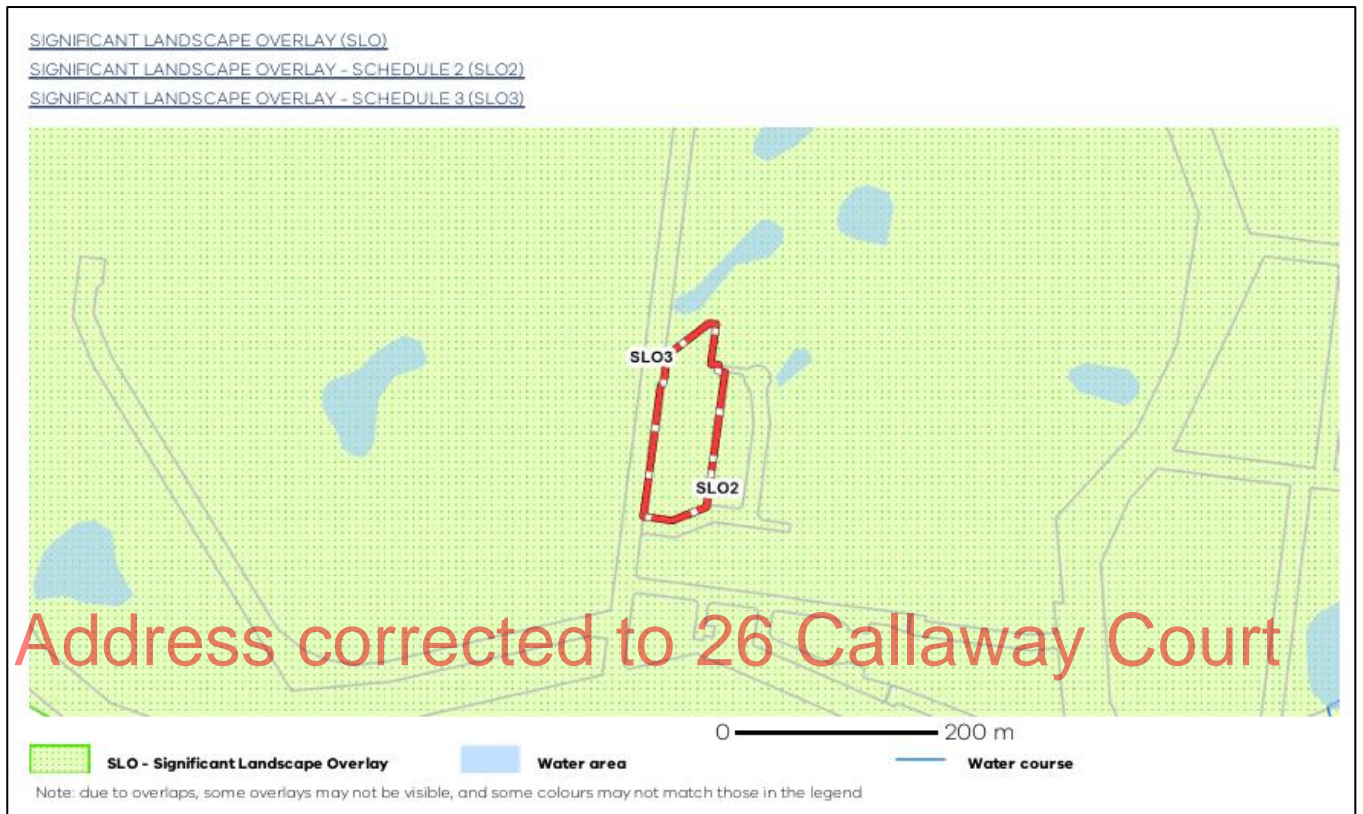 SIGNIFICANT LANDSCAPE OVERLAY (SLO)
SIGNIFICANT LANDSCAPE OVERLAY - SCHEDULE 2 (SLO2)
SIGNIFICANT LANDSCAPE OVERLAY - SCHEDULE 3 (SLO3)
SLO3
SLO2
Address corrected to 26 Callaway Court
0 200 m
SLO - Significant Landscape Overlay Water area Water course
Note: due to overlaps, some overlays may not be visible, and some colours may not match those in the legend